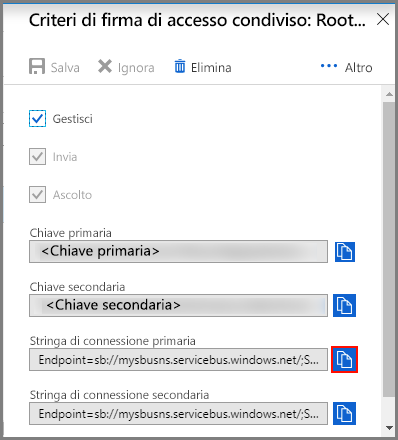 Criteri di firma di accesso condiviso: Root...
Salva Ignora Elimina ... Altro
Gestisci
Invia
Ascolto
Chiave primaria
<Chiave primaria>
Chiave secondaria
<Chiave secondaria>
Stringa di connessione primaria
Endpoint=sb://mysbusns.servicebus.windows.net/;S...
Stringa di connessione secondaria
Endpoint=sb://mysbusns.servicebus.windows.net/;S...